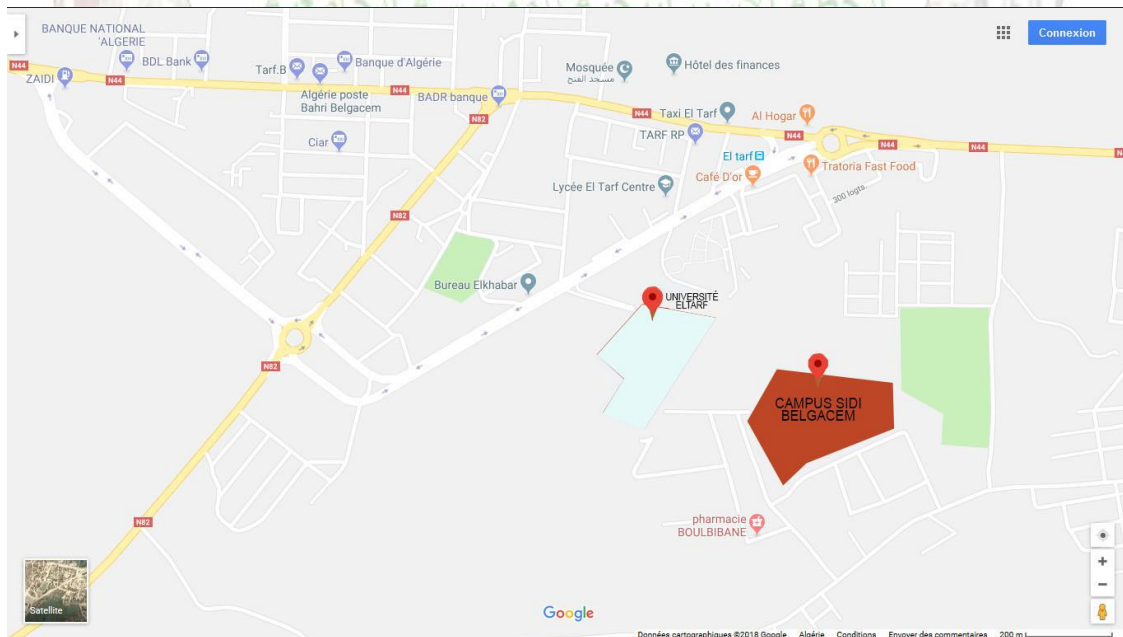 BANQUE NATIONAL
'ALGERIE
BDL Bank
N44
ZAIDI
N44
Tarf.B
Banque d'Algérie
Algérie poste
Bahri Belgacem
N44
BADR banque
N82
Ciar
Mosquée
مسجد الفتح
Hôtel des finances
Connexion
N44
Taxi El Tarf
Al Hogar
TARF RP
N44
N44
N44
N
El tarf
Café D'or
Tratoria Fast Food
Lycée El Tarf Centre
300 logts.
N82
Bureau Elkhabar
UNIVERSITÉ
ELTARF
N82
CAMPUS SIDI
BELGACEM
N82
pharmacie
BOULBIBANE
Satellite
Google
Données cartographiques ©2018 Google Algérie Conditions Envoyer des commentaires 200 m